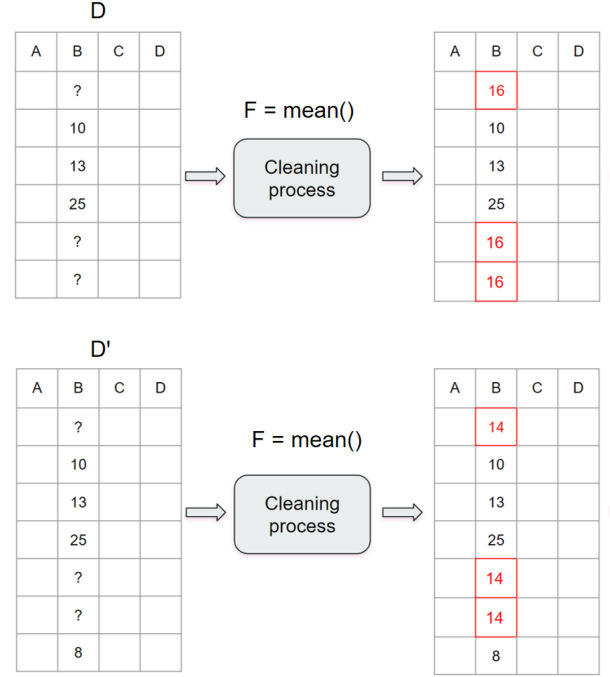 D
A B C D
?
10
13
25
?
?
F = mean()
Cleaning
process
A B C D
16
10
13
25
16
16
D'
A B C D
?
10
13
25
?
?
8
F = mean()
Cleaning
process
A B C D
14
10
13
25
14
14
8